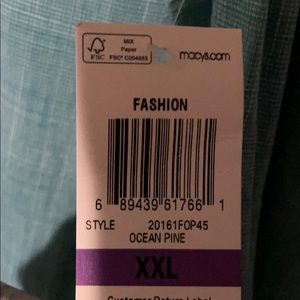 MIX
Paper
FSC® C004883
FSC
macys.com
FASHION
6 89439 61766 1
STYLE 20161FOP45
OCEAN PINE
XXL
Customer Return Label